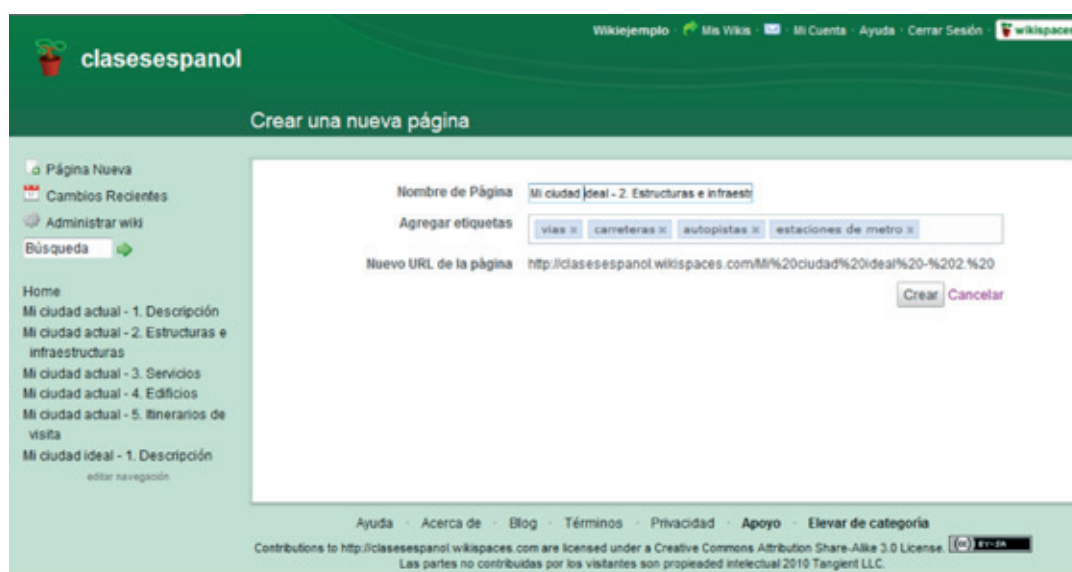 Wikiejemplo · Mis Wikis · Mi Cuenta · Ayuda · Cerrar Sesión · wikispaces
clasesespanol
Crear una nueva página
Página Nueva
Cambios Recientes
Administrar wiki
Búsqueda
Home
Mi ciudad actual - 1. Descripción
Mi ciudad actual - 2. Estructuras e
infraestructuras
Mi ciudad actual - 3. Servicios
Mi ciudad actual - 4. Edificios
Mi ciudad actual - 5. Itinerarios de
visita
Mi ciudad ideal - 1. Descripción
editar navegación
Nombre de Página Mi ciudad ideal - 2. Estructuras e infraestr
Agregar etiquetas vias x carreteras x autopistas x estaciones de metro x
Nuevo URL de la página http://clasesespanol.wikispaces.com/Mi%20ciudad%20ideal%20-%202.%20
Crear Cancelar
Ayuda · Acerca de · Blog · Términos · Privacidad · Apoyo · Elevar de categoría
Contributions to http://clasesespanol.wikispaces.com are licensed under a Creative Commons Attribution Share-Alike 3.0 License. (cc) BY-SA
Las partes no contribuidas por los visitantes son propieaded intelectual 2010 Tangient LLC.